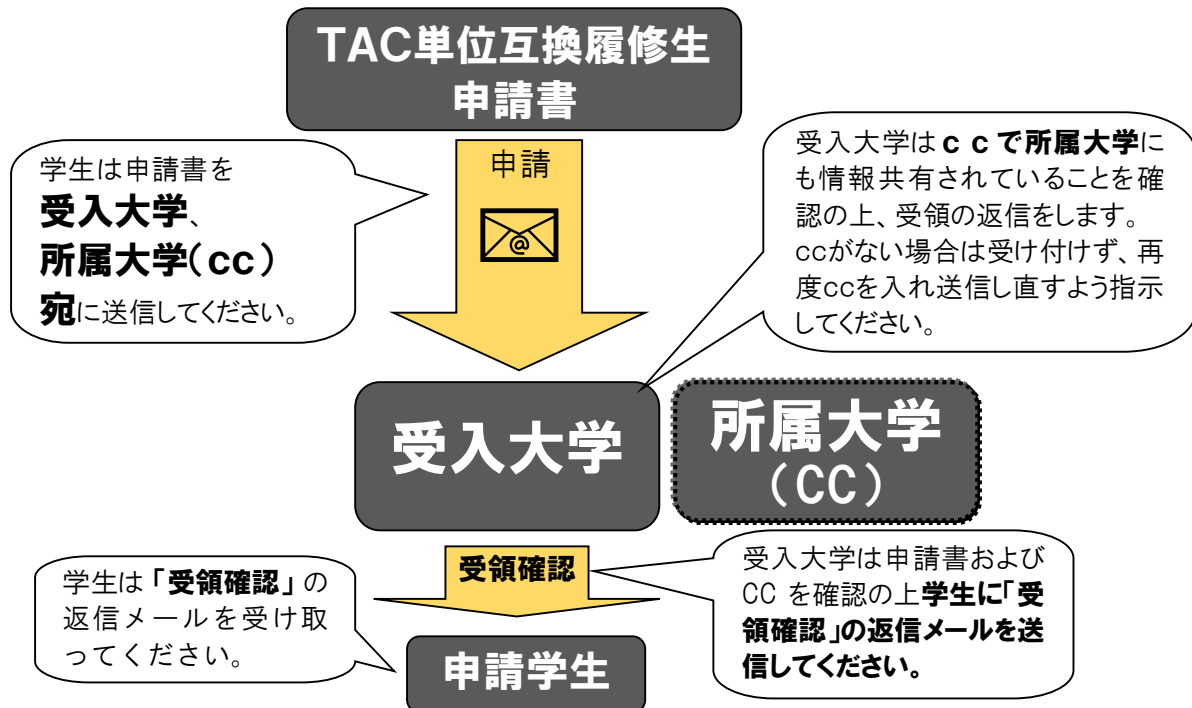 TAC単位互換履修生
申請書
学生は申請書を
受入大学、
所属大学(cc)
宛に送信してください。
申請
@
受入大学はccで所属大学に
も情報共有されていることを確
認の上、受領の返信をします。
ccがない場合は受け付けず、再
度ccを入れ送信し直すよう指示
してください。
受入大学
所属大学
(CC)
学生は「受領確認」の
返信メールを受け取
ってください。
受領確認
受入大学は申請書および
CC を確認の上学生に「受
領確認」の返信メールを送
信してください。
申請学生